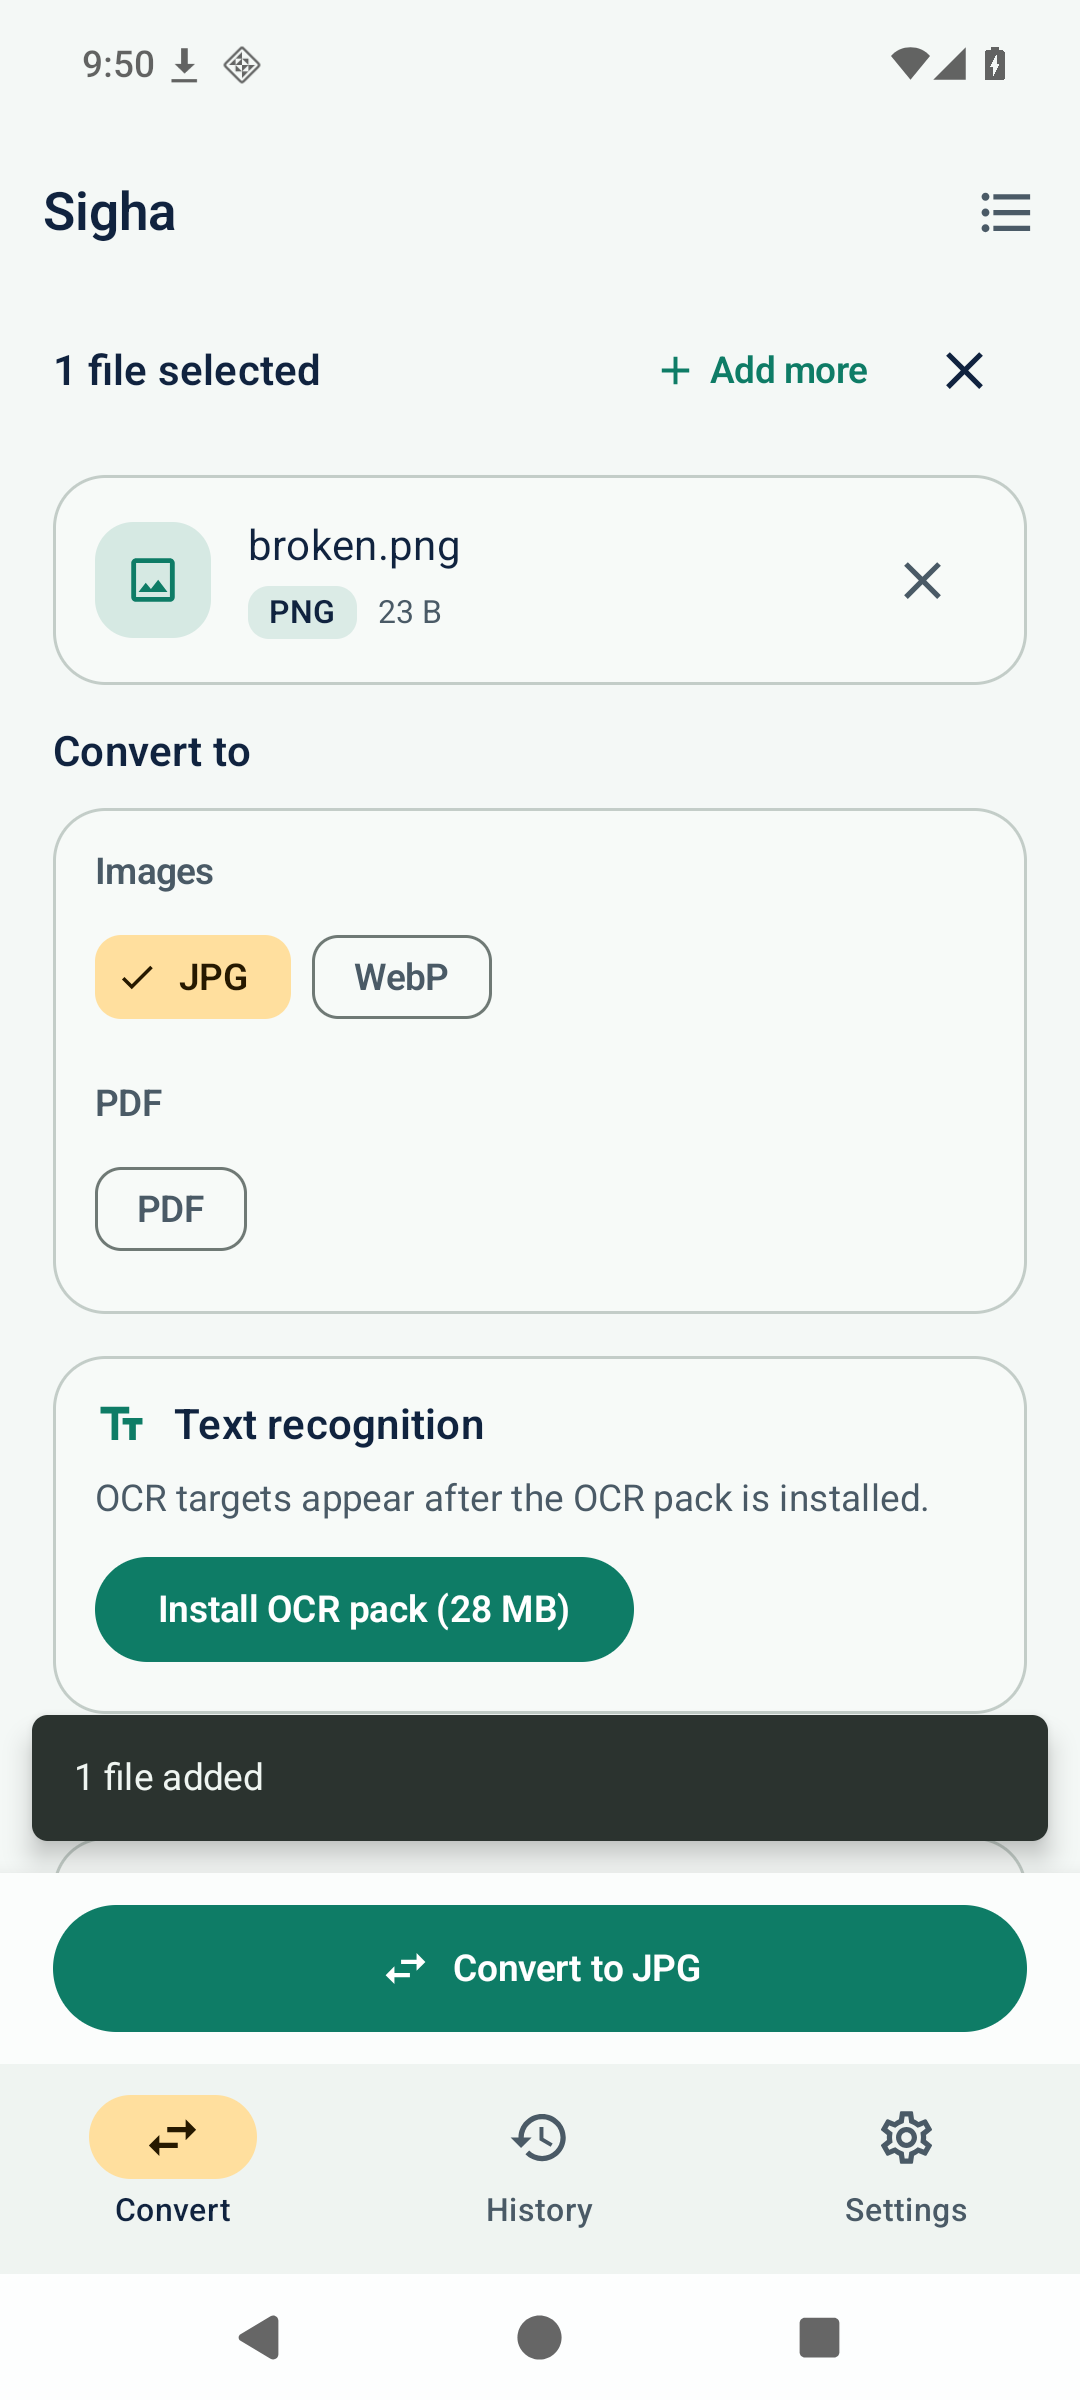 9:50
Sigha
1 file selected
Add more
broken.png
PNG 23 B
Convert to
Images
JPG WebP
PDF
PDF
Text recognition
OCR targets appear after the OCR pack is installed.
Install OCR pack (28 MB)
1 file added
Convert to JPG
Convert History Settings